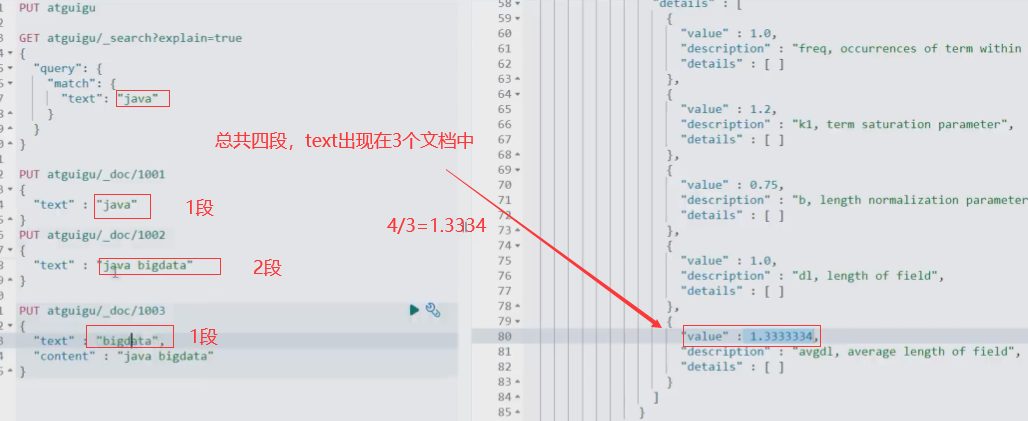 PUT atguigu
GET atguigu/_search?explain=true
{
"query": {
"match": {
"text": "java"
}
}
}
总共四段，text出现在3个文档中
PUT atguigu/_doc/1001
{
"text" : "java"
1段
}
4/3=1.3334
PUT atguigu/_doc/1002
{
"text" : "java bigdata"
2段
}
PUT atguigu/_doc/1003
{
"text" : "bigdata",
1段
"content" : "java bigdata"
}
58
"details" : [
59
{
60
"value" : 1.0,
61
"description" : "freq, occurrences of term within
62
"details" : [ ]
63
},
64
{
65
"value" : 1.2,
66
"description" : "k1, term saturation parameter",
67
"details" : [ ]
68
},
69
{
70
"value" : 0.75,
71
"description" : "b, length normalization parameter
72
"details" : [ ]
73
},
74
{
75
"value" : 1.0,
76
"description" : "dl, length of field",
77
"details" : [ ]
78
},
79
{
80
"value" : 1.3333334,
81
"description" : "avgdl, average length of field",
82
"details" : [ ]
83
}
84
]
85
}